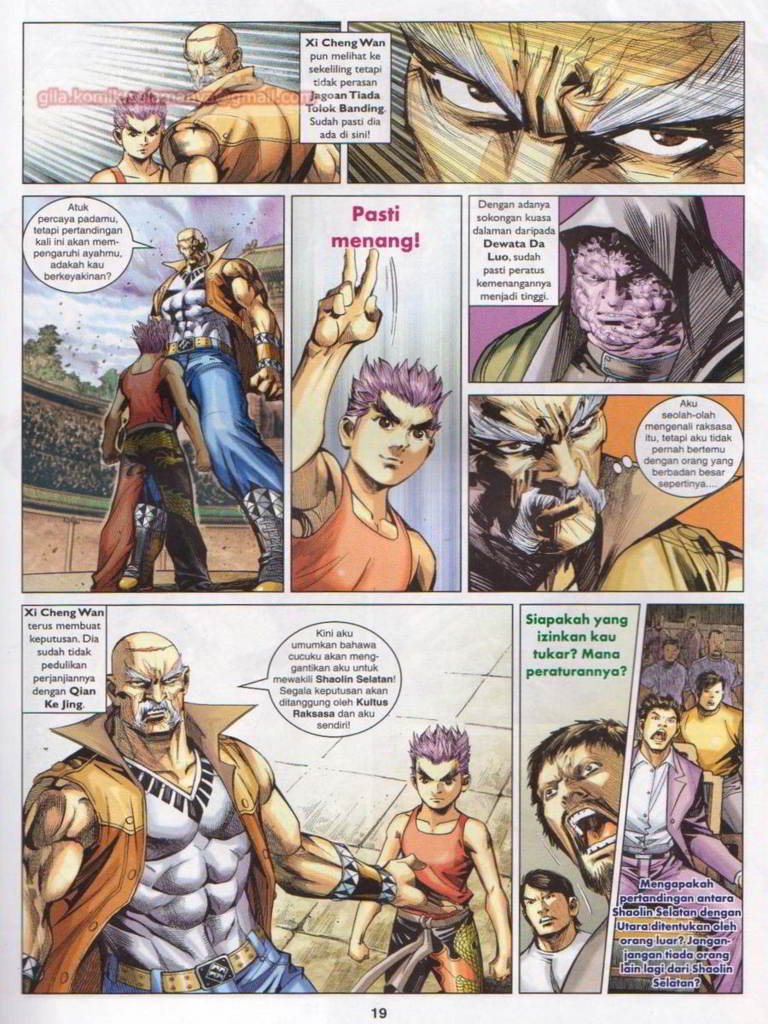 Xi Cheng Wan
pun melihat ke
sekeliling tetapi
tidak perasan
Jagoan Tiada
Tolok Banding.
Sudah pasti dia
ada di sini!
Atuk
percaya padamu,
tetapi pertandingan
kali ini akan mem-
pengaruhi ayahmu,
adakah kau
berkeyakinan?
Pasti
menang!
Dengan adanya
sokongan kuasa
dalaman daripada
Dewata Da
Luo, sudah
pasti peratus
kemenangannya
menjadi tinggi.
Aku
seolah-olah
mengenali raksasa
itu, tetapi aku tidak
pernah bertemu
dengan orang yang
berbadan besar
sepertinya....
Xi Cheng Wan
terus membuat
keputusan. Dia
sudah tidak
pedulikan
perjanjiannya
dengan Qian
Ke Jing.
Kini aku
umumkan bahawa
cucuku akan meng-
gantikan aku untuk
mewakili Shaolin Selatan!
Segala keputusan akan
ditanggung oleh Kultus
Raksasa dan aku
sendiri!
Siapakah yang
izinkan kau
tukar? Mana
peraturannya?
Mengapakah
pertandingan antara
Shaolin Selatan dengan
Utara ditentukan oleh
orang luar? Jangan-
jangan tiada orang
lain lagi dari Shaolin
Selatan?
19